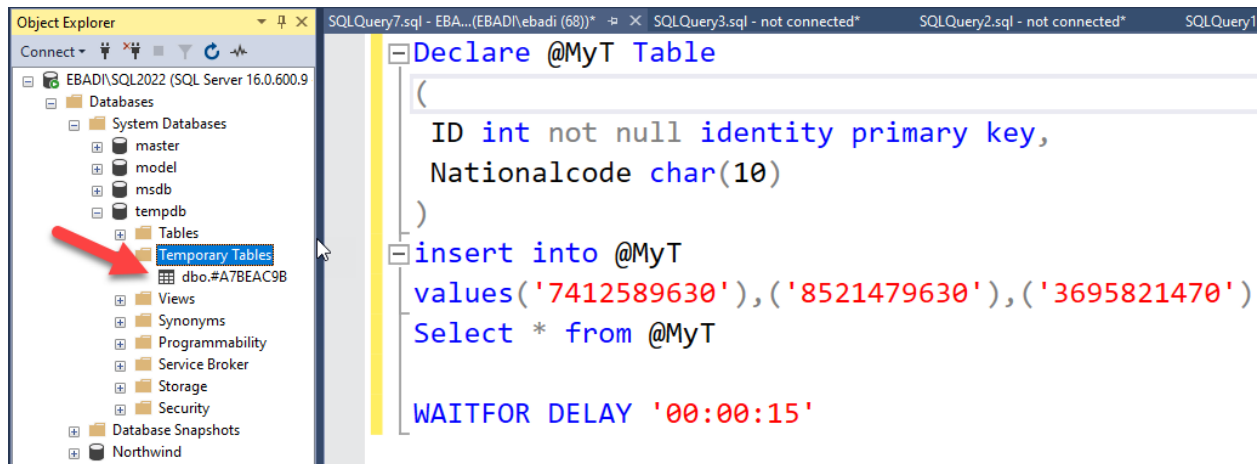 Object Explorer
Connect
EBADI\SQL2022 (SQL Server 16.0.600.9
Databases
System Databases
master
model
msdb
tempdb
Tables
Temporary Tables
dbo.#A7BEAC9B
Views
Synonyms
Programmability
Service Broker
Storage
Security
Database Snapshots
Northwind
SQLQuery7.sql - EBA...(EBADI\ebadi (68))* SQLQuery3.sql - not connected* SQLQuery2.sql - not connected* SQLQuery1
Declare @MyT Table
(
ID int not null identity primary key,
Nationalcode char(10)
)
insert into @MyT
values('7412589630'),('8521479630'),('3695821470')
Select * from @MyT
WAITFOR DELAY '00:00:15'